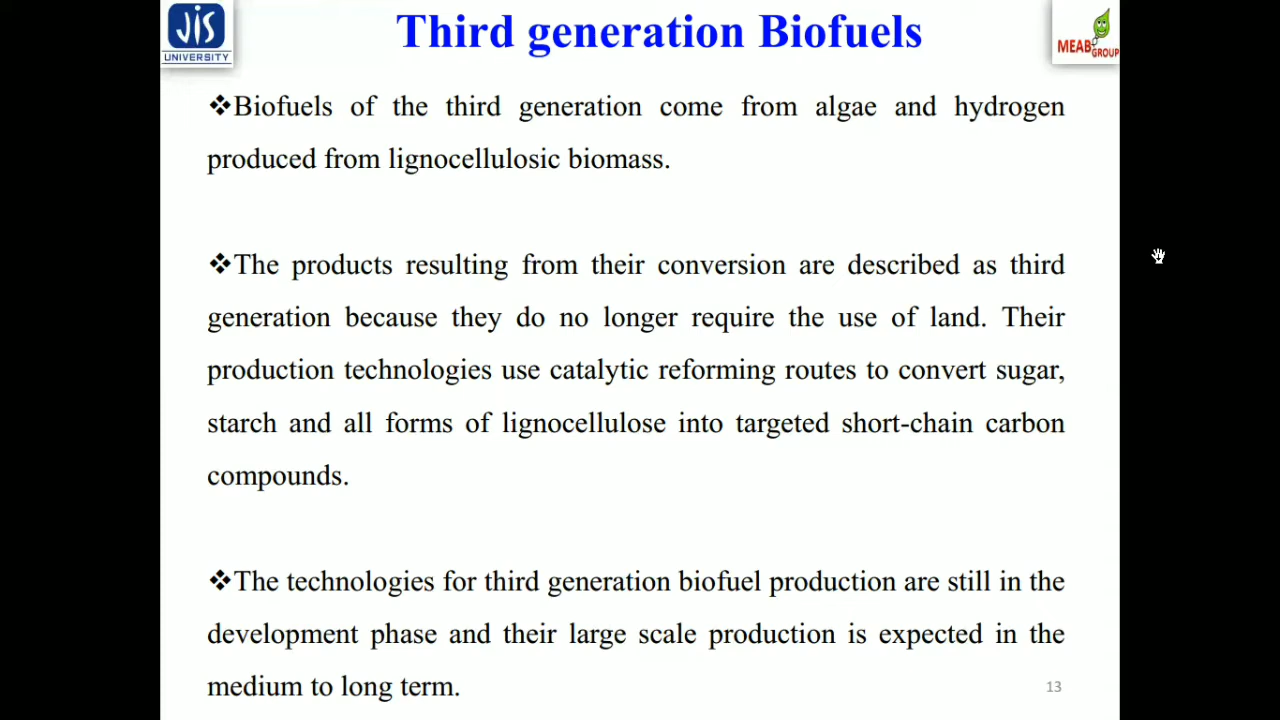 JIS
UNIVERSITY
Third generation Biofuels
MEAB
GROUP
❖Biofuels of the third generation come from algae and hydrogen
produced from lignocellulosic biomass.
❖The products resulting from their conversion are described as third
generation because they do no longer require the use of land. Their
production technologies use catalytic reforming routes to convert sugar,
starch and all forms of lignocellulose into targeted short-chain carbon
compounds.
❖The technologies for third generation biofuel production are still in the
development phase and their large scale production is expected in the
medium to long term.
13